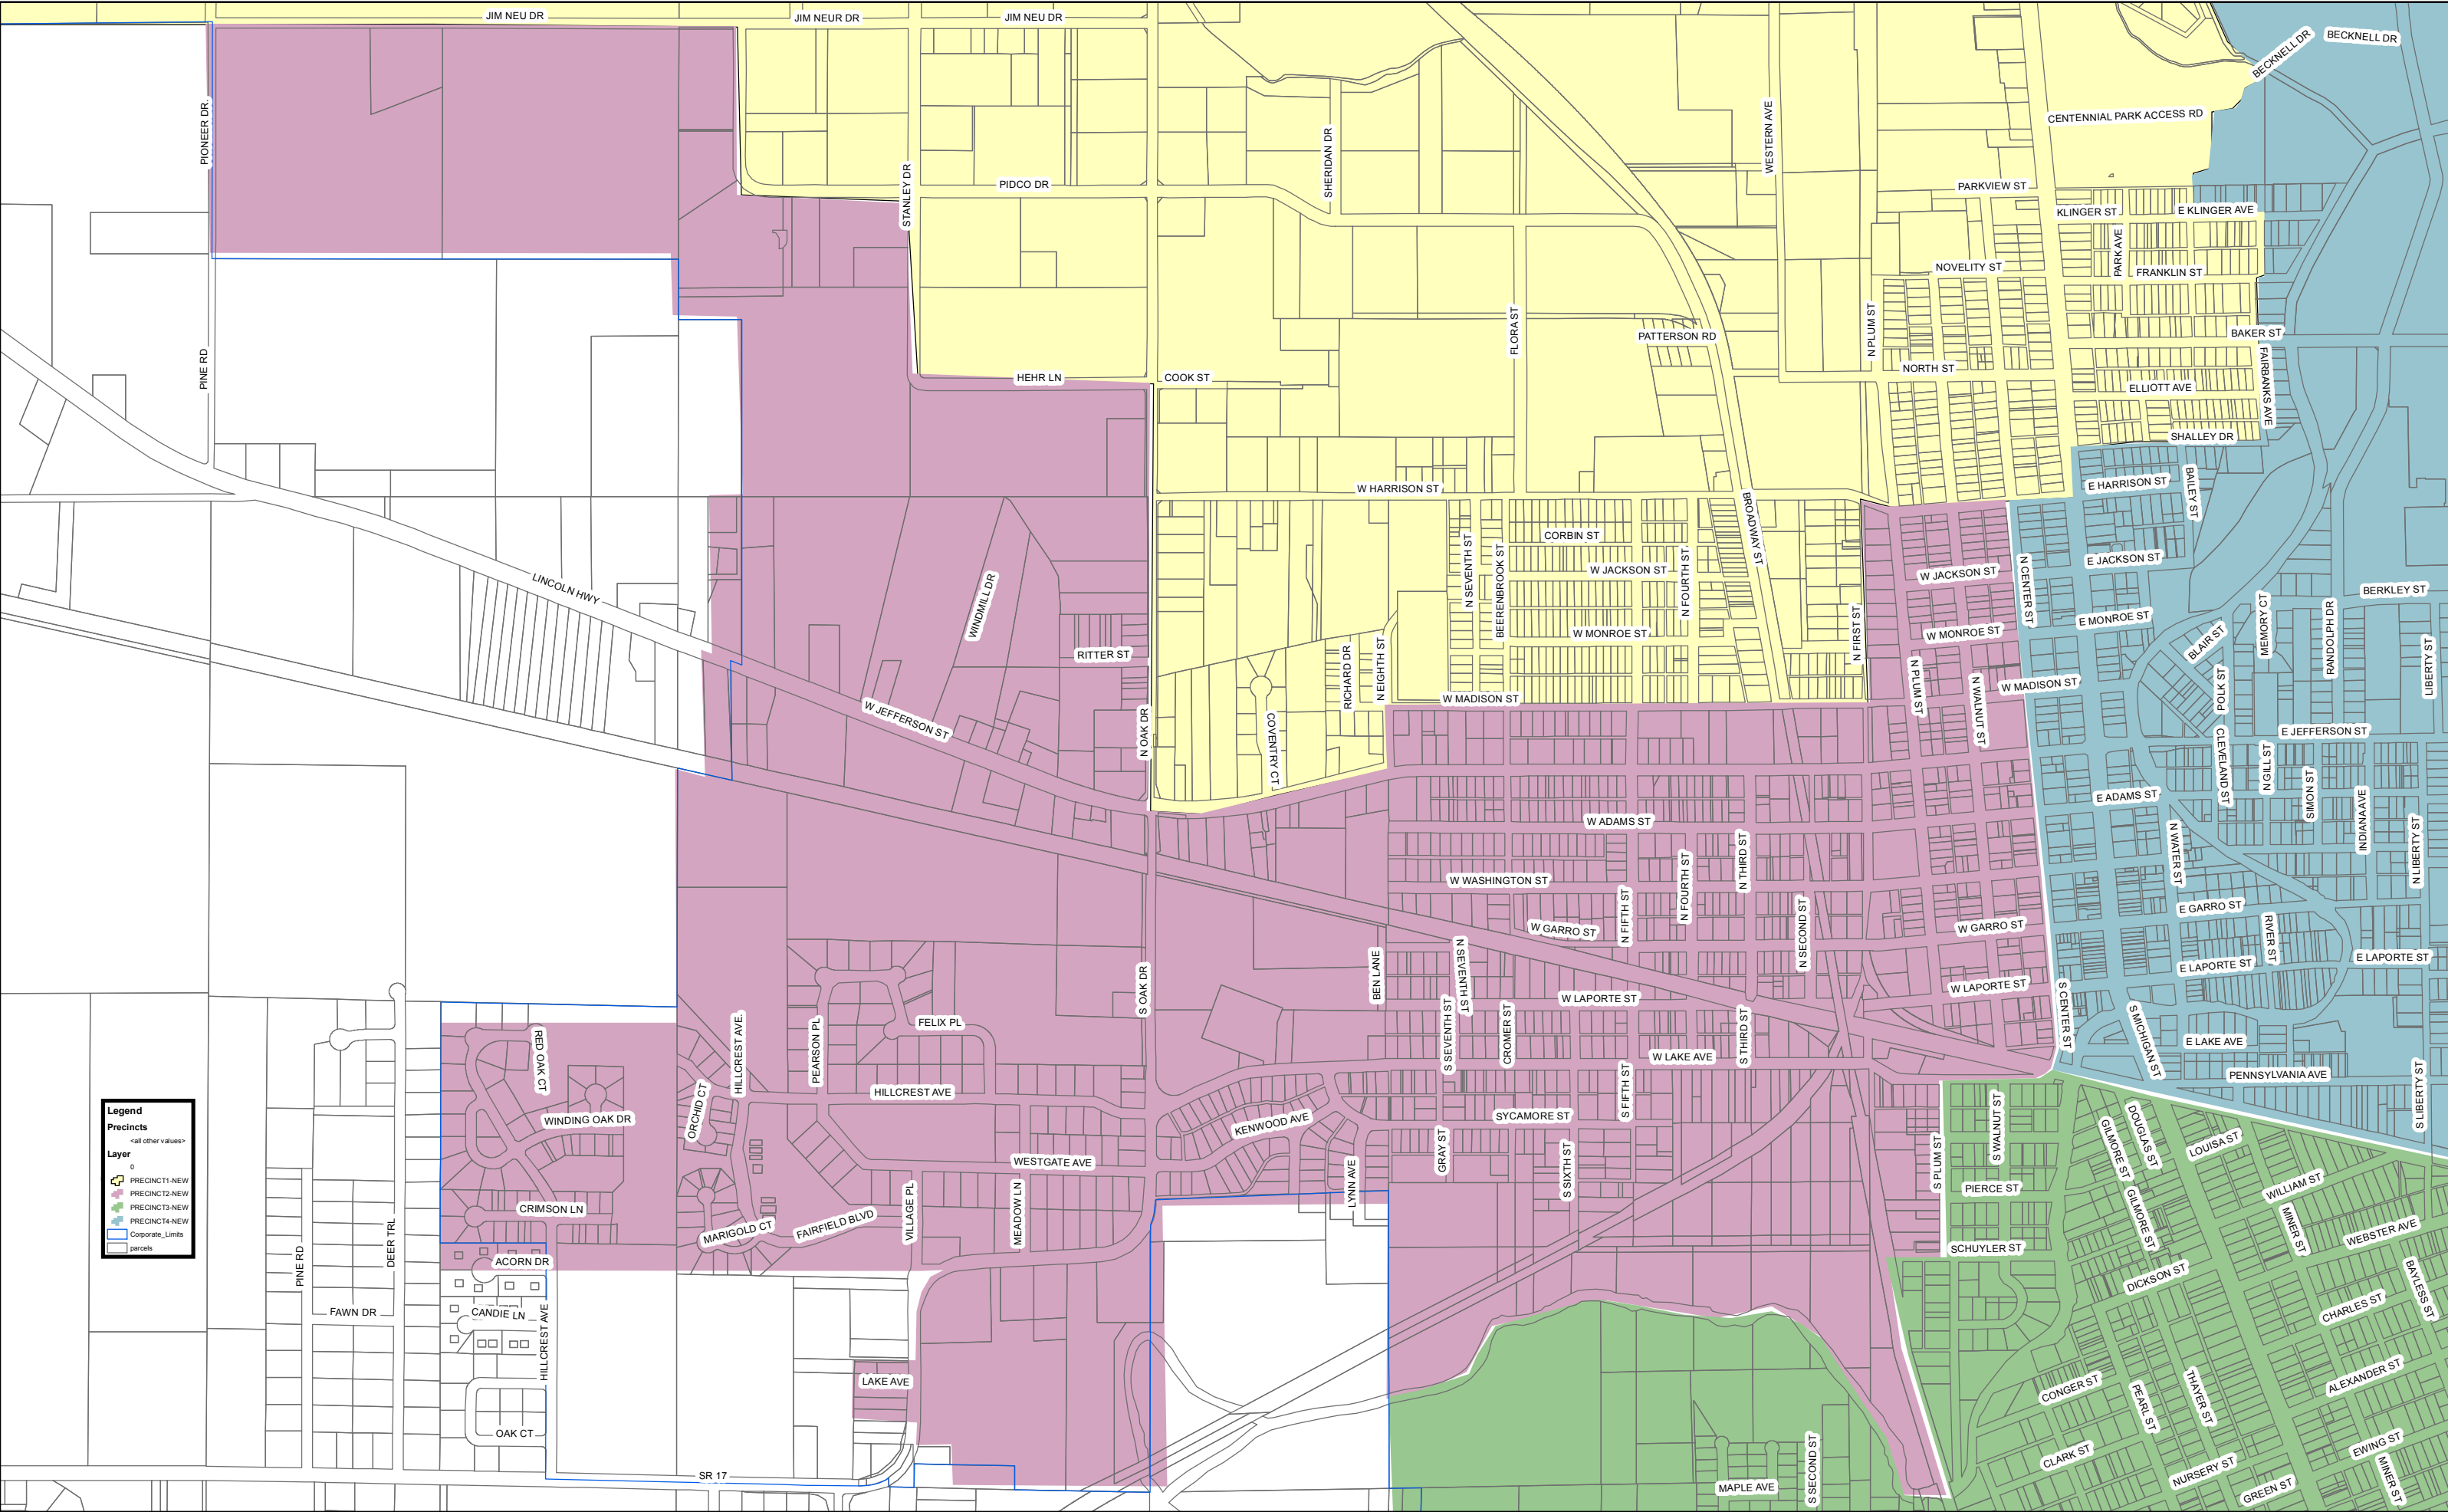 JIM NEU DR
JIM NEUR DR
JIM NEU DR
BECKNELL DR
BECKNELL DR
PIONEER DR.
STANLEY DR
PIDCO DR
SHERIDAN DR
WESTERN AVE
CENTENNIAL PARK ACCESS RD
PARKVIEW ST
KLINGER ST
E KLINGER AVE
PARK AVE
NOVELITY ST
FRANKLIN ST
PINE RD
HEHR LN
COOK ST
FLORA ST
PATTERSON RD
N PLUM ST
NORTH ST
BAKER ST
ELLIOTT AVE
FAIRBANKS AVE
SHALLEY DR
W HARRISON ST
E HARRISON ST
BAILEY ST
BROADWAY ST
CORBIN ST
N SEVENTH ST
BEERENBROOK ST
W JACKSON ST
N FOURTH ST
W JACKSON ST
E JACKSON ST
N CENTER ST
BERKLEY ST
LINCOLN HWY
WINDMILL DR
RITTER ST
RICHARD DR
N EIGHTH ST
W MONROE ST
N FIRST ST
W MONROE ST
E MONROE ST
BLAIR ST
MEMORY CT
RANDOLPH DR
LIBERTY ST
W JEFFERSON ST
N OAK DR
COVENTRY CT
W MADISON ST
N PLUM ST
N WALNUT ST
W MADISON ST
POLK ST
E JEFFERSON ST
CLEVELAND ST
N GILL ST
SIMON ST
INDIANA AVE
N LIBERTY ST
W ADAMS ST
E ADAMS ST
N WATER ST
N THIRD ST
N FOURTH ST
W WASHINGTON ST
N FIFTH ST
N SECOND ST
W GARRO ST
W GARRO ST
E GARRO ST
RIVER ST
BEN LANE
N SEVENTH ST
S OAK DR
E LAPORTE ST
E LAPORTE ST
W LAPORTE ST
W LAPORTE ST
S CENTER ST
RED OAK CT
HILLCREST AVE.
PEARSON PL
FELIX PL
S SEVENTH ST
CROMER ST
S THIRD ST
W LAKE AVE
S MICHIGAN ST
E LAKE AVE
PENNSYLVANIA AVE
S LIBERTY ST
HILLCREST AVE
ORCHID CT
WINDING OAK DR
KENWOOD AVE
SYCAMORE ST
S FIFTH ST
S WALNUT ST
DOUGLAS ST
GILMORE ST
LOUISA ST
WESTGATE AVE
GRAY ST
S SIXTH ST
LYNN AVE
S PLUM ST
PIERCE ST
WILLIAM ST
CRIMSON LN
MARIGOLD CT
FAIRFIELD BLVD
VILLAGE PL
MEADOW LN
GILMORE ST
MINER ST
WEBSTER AVE
SCHUYLER ST
DICKSON ST
BAYLESS ST
CHARLES ST
ACORN DR
PINE RD
DEER TRL
FAWN DR
CANDIE LN
HILLCREST AVE
LAKE AVE
OAK CT
SR 17
CONGER ST
PEARL ST
THAYER ST
ALEXANDER ST
CLARK ST
NURSERY ST
EWING ST
MINER ST
GREEN ST
MAPLE AVE
S SECOND ST
Legend
Precincts
<all other values>
Layer
0
PRECINCT1-NEW
PRECINCT2-NEW
PRECINCT3-NEW
PRECINCT4-NEW
Corporate_Limits
parcels